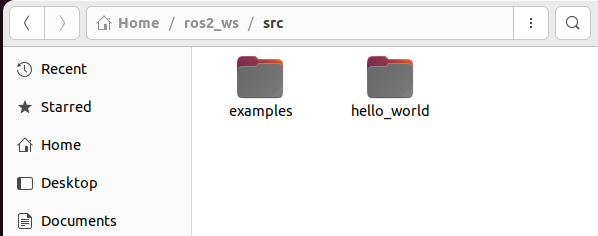 Home / ros2_ws / src
Recent
Starred
Home
Desktop
Documents
examples
hello_world